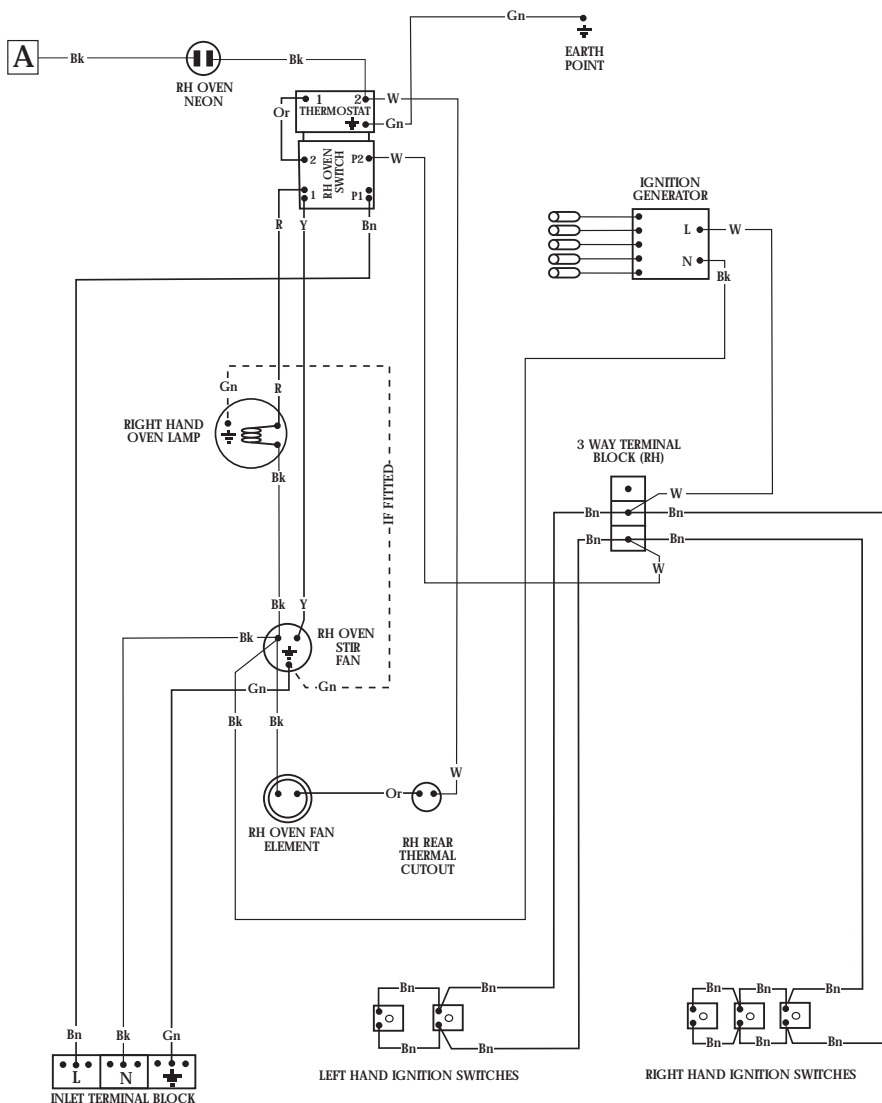 Gn
EARTH
POINT
A
Bk
RH OVEN
NEON
Bk
1
2
THERMOSTAT
W
Or
Gn
2
P2
W
RH OVEN
SWITCH
1
P1
R
Y
Bn
IGNITION
GENERATOR
L
W
N
Bk
Gn
R
RIGHT HAND
OVEN LAMP
Bk
IF FITTED
3 WAY TERMINAL
BLOCK (RH)
W
Bn
Bn
Bn
Bn
W
Bk
Y
Bk
RH OVEN
STIR
FAN
Gn
Gn
Bk
Bk
W
Or
RH OVEN FAN
ELEMENT
RH REAR
THERMAL
CUTOUT
Bn
Bn
Bn
Bn
Bn
Bn
Bn
Bn
Bn
Bn
Bn
Bk
Gn
L
N
INLET TERMINAL BLOCK
LEFT HAND IGNITION SWITCHES
RIGHT HAND IGNITION SWITCHES